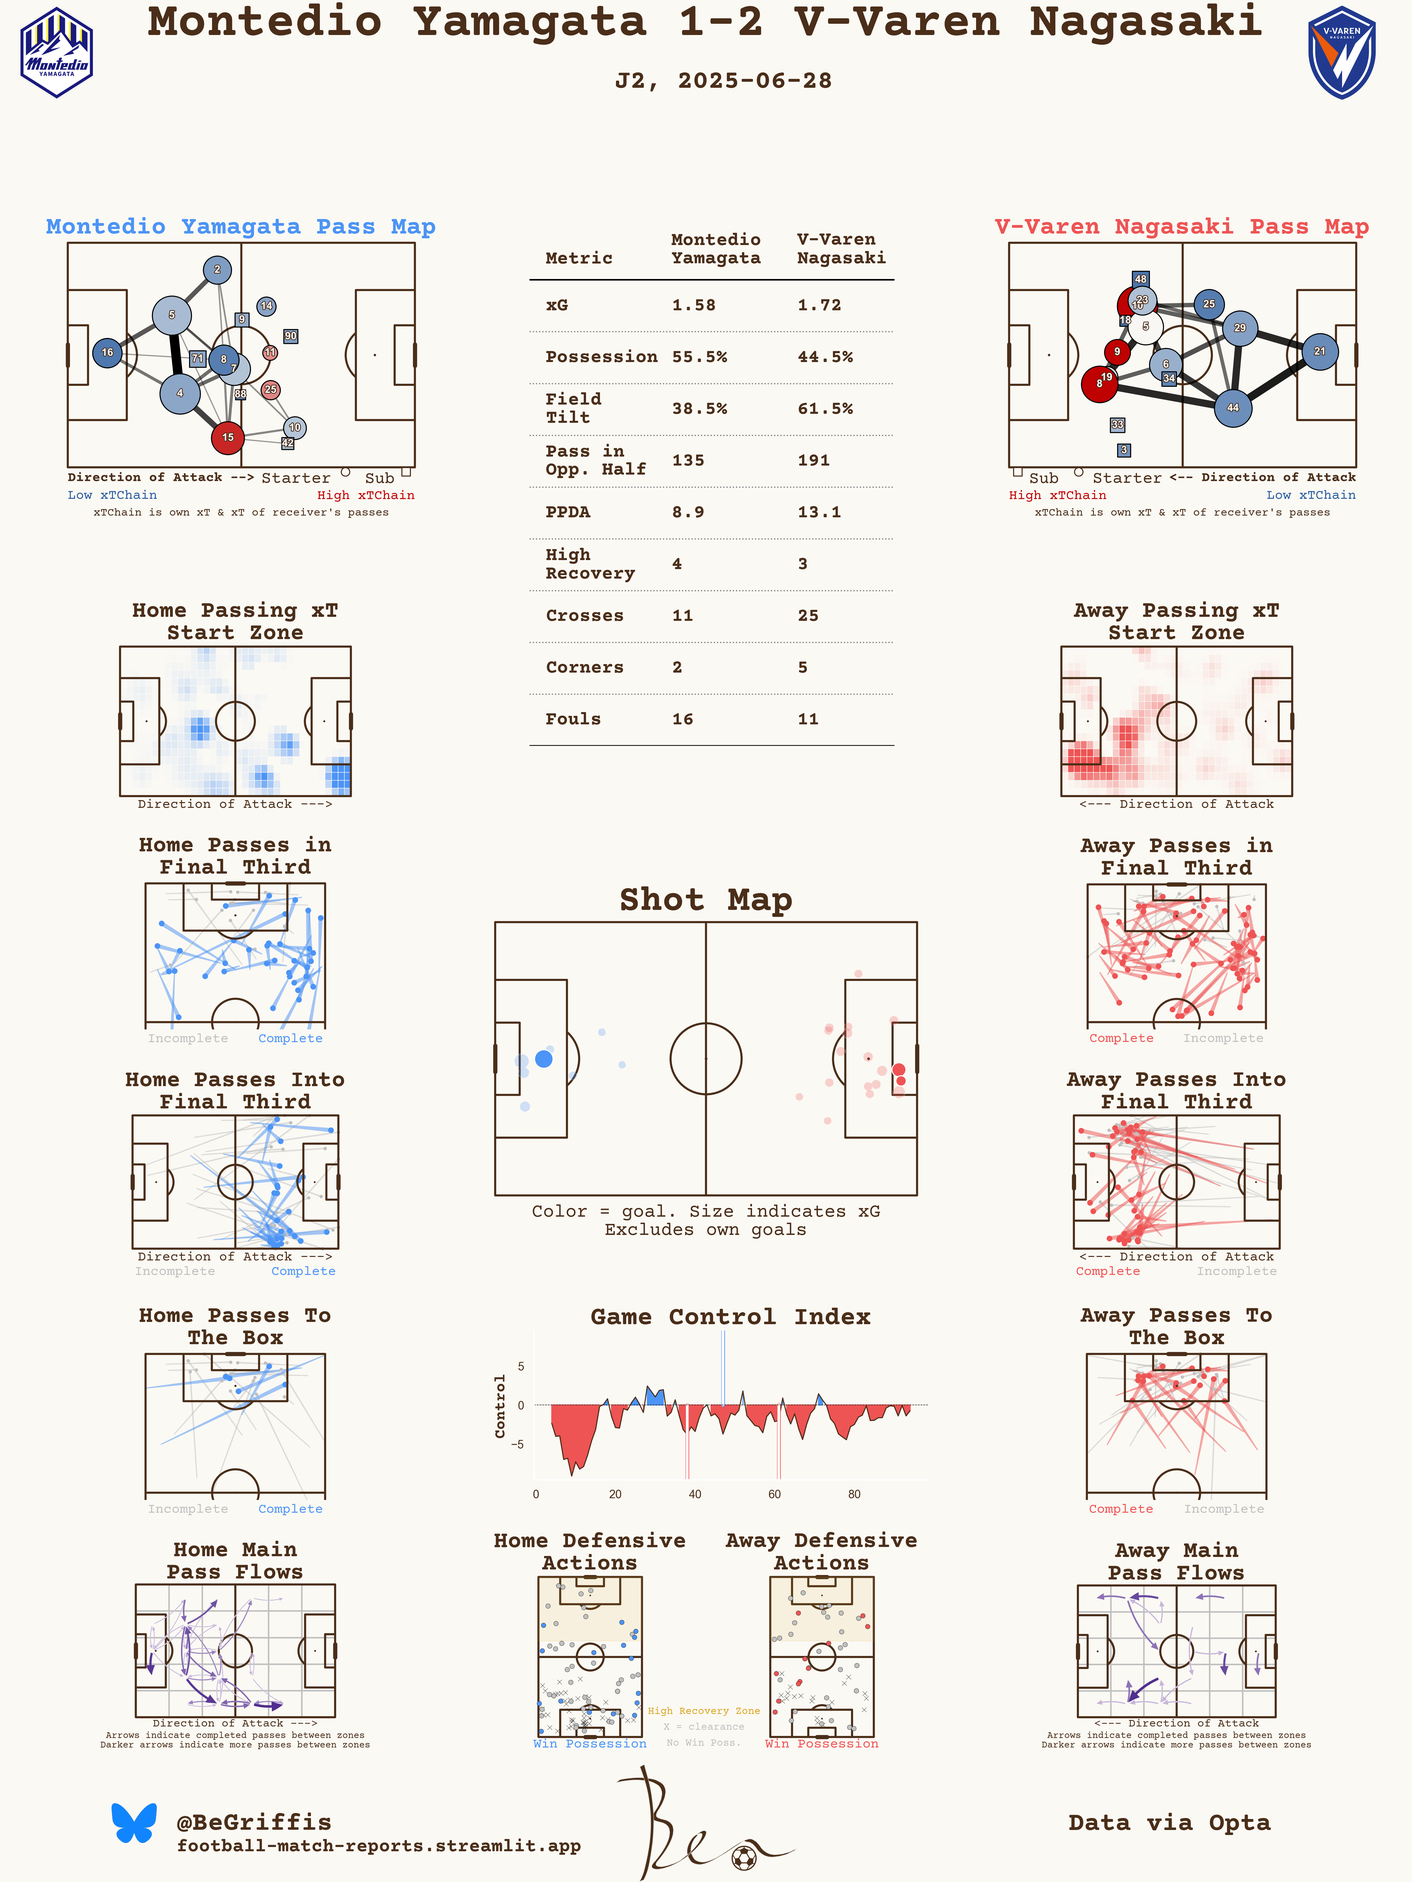 Montedio Yamagata 1-2 V-Varen Nagasaki
J2, 2025-06-28
Montedio
YAMAGATA
V·VAREN
NAGASAKI
Montedio Yamagata Pass Map
2
5
14
9
90
16
71
8
7
11
4
25
88
15
10
42
Direction of Attack -->
Starter
Sub
Low xTChain
High xTChain
xTChain is own xT & xT of receiver's passes
Metric
Montedio Yamagata
V-Varen Nagasaki
xG 1.58 1.72
Possession 55.5% 44.5%
Field Tilt 38.5% 61.5%
Pass in Opp. Half 135 191
PPDA 8.9 13.1
High Recovery 4 3
Crosses 11 25
Corners 2 5
Fouls 16 11
V-Varen Nagasaki Pass Map
48
23
10
25
18
5
29
9
21
6
19
8
34
44
33
3
Sub
Starter
<-- Direction of Attack
High xTChain
Low xTChain
xTChain is own xT & xT of receiver's passes
Home Passing xT
Start Zone
Direction of Attack --->
Away Passing xT
Start Zone
<--- Direction of Attack
Home Passes in
Final Third
Incomplete
Complete
Away Passes in
Final Third
Complete
Incomplete
Shot Map
Color = goal. Size indicates xG
Excludes own goals
Home Passes Into
Final Third
Direction of Attack --->
Incomplete
Complete
Away Passes Into
Final Third
<--- Direction of Attack
Complete
Incomplete
Home Passes To
The Box
Incomplete
Complete
Game Control Index
Control
5
0
−5
0
20
40
60
80
Away Passes To
The Box
Complete
Incomplete
Home Main
Pass Flows
Direction of Attack --->
Arrows indicate completed passes between zones
Darker arrows indicate more passes between zones
Home Defensive
Actions
Win Possession
High Recovery Zone
X = clearance
No Win Poss.
Away Defensive
Actions
Win Possession
Away Main
Pass Flows
<--- Direction of Attack
Arrows indicate completed passes between zones
Darker arrows indicate more passes between zones
@BeGriffis
football-match-reports.streamlit.app
Ben
Data via Opta